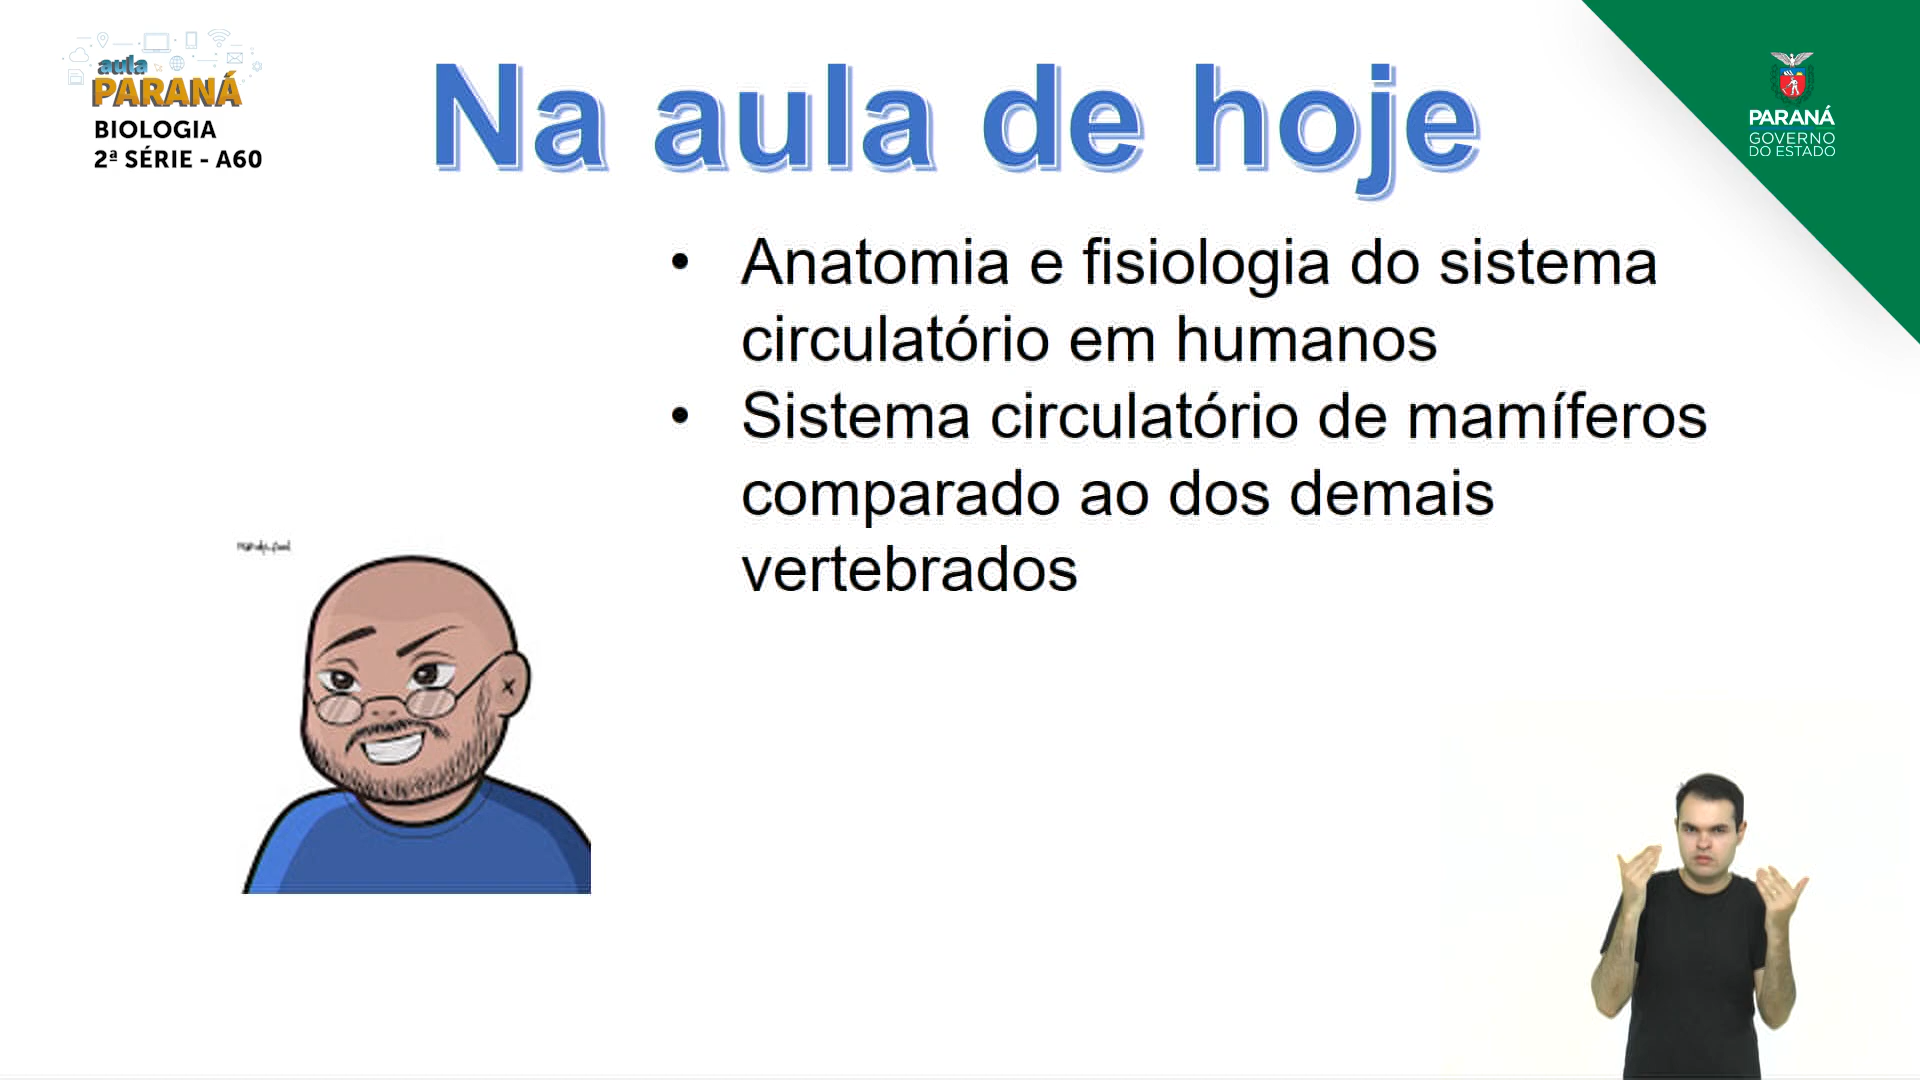 aula
PARANÁ
BIOLOGIA
2ª SÉRIE - A60
Na aula de hoje
PARANÁ
GOVERNO
DO ESTADO
• Anatomia e fisiologia do sistema
circulatório em humanos
• Sistema circulatório de mamíferos
comparado ao dos demais
vertebrados